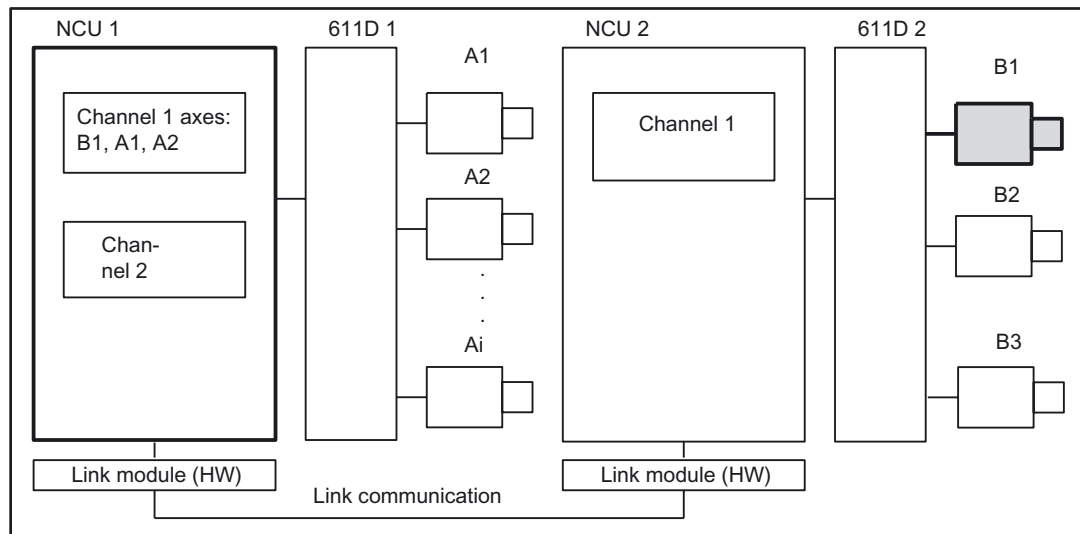 NCU 1
611D 1
NCU 2
611D 2
A1
B1
Channel 1 axes:
B1, A1, A2
Channel 1
A2
B2
Chan-
nel 2
.
.
.
.
Ai
B3
Link module (HW)
Link module (HW)
Link communication